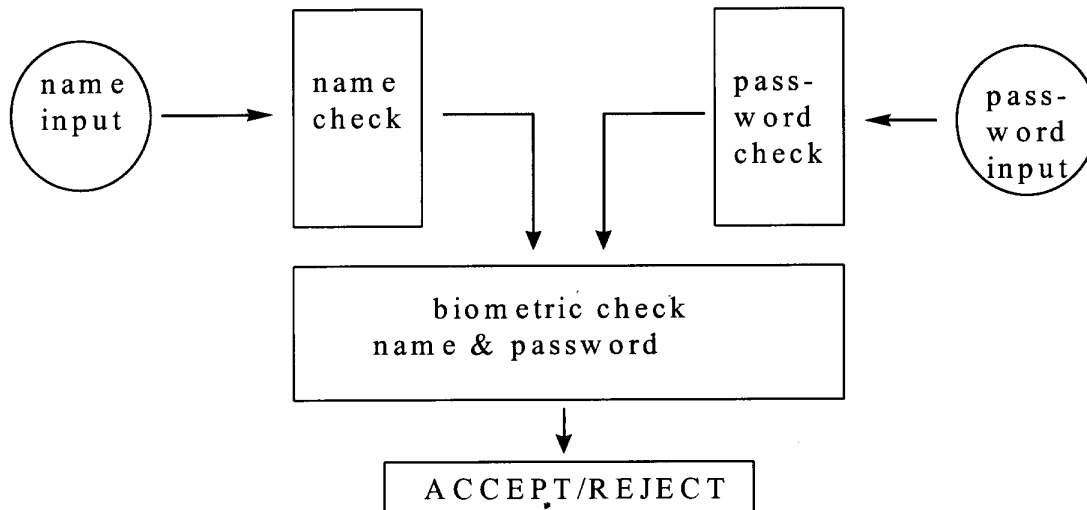 name
input
name
check
pass-
word
check
pass-
word
input
biometric check
name & password
ACCEPT/REJECT